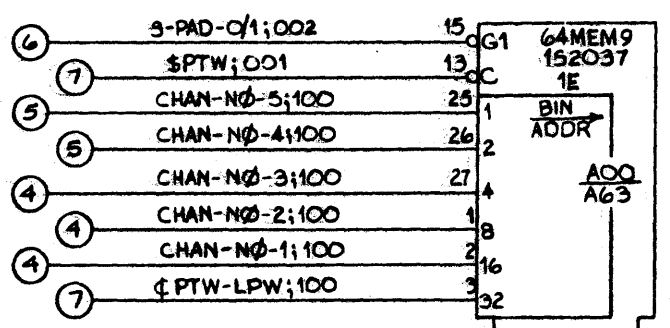 6 9-PAD-0/1;002 15 G1 64MEM9
152037
7 $PTW;001 13 C 1E
5 CHAN-NØ-5;100 25 1 BIN
ADDR
5 CHAN-NØ-4;100 26 2
4 CHAN-NØ-3;100 27 4 A00
A63
4 CHAN-NØ-2;100 1 8
4 CHAN-NØ-1;100 2 16
7 ¢PTW-LPW;100 3 32